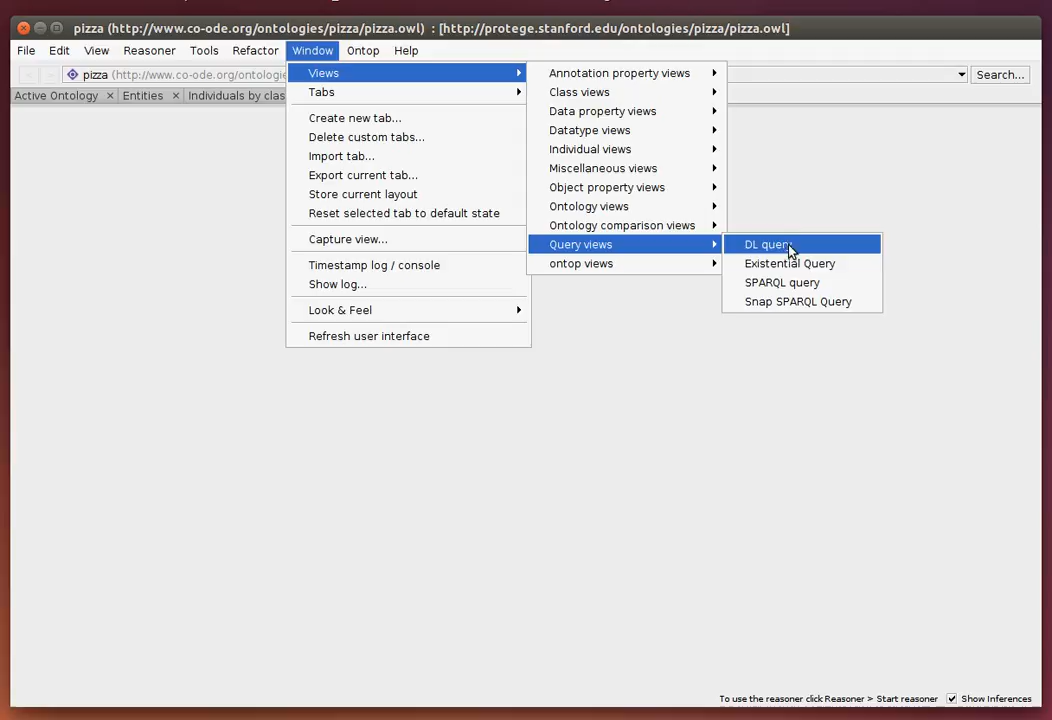 pizza (http://www.co-ode.org/ontologies/pizza/pizza.owl) : [http://protege.stanford.edu/ontologies/pizza/pizza.owl]
File Edit View Reasoner Tools Refactor Window Ontop Help
pizza (http://www.co-ode.org/ontologie
Search...
Active Ontology × Entities × Individuals by clas
Views
Tabs
Create new tab...
Delete custom tabs...
Import tab...
Export current tab...
Store current layout
Reset selected tab to default state
Capture view...
Timestamp log / console
Show log...
Look & Feel
Refresh user interface
Annotation property views
Class views
Data property views
Datatype views
Individual views
Miscellaneous views
Object property views
Ontology views
Ontology comparison views
Query views
ontop views
DL query
Existential Query
SPARQL query
Snap SPARQL Query
To use the reasoner click Reasoner > Start reasoner Show Inferences